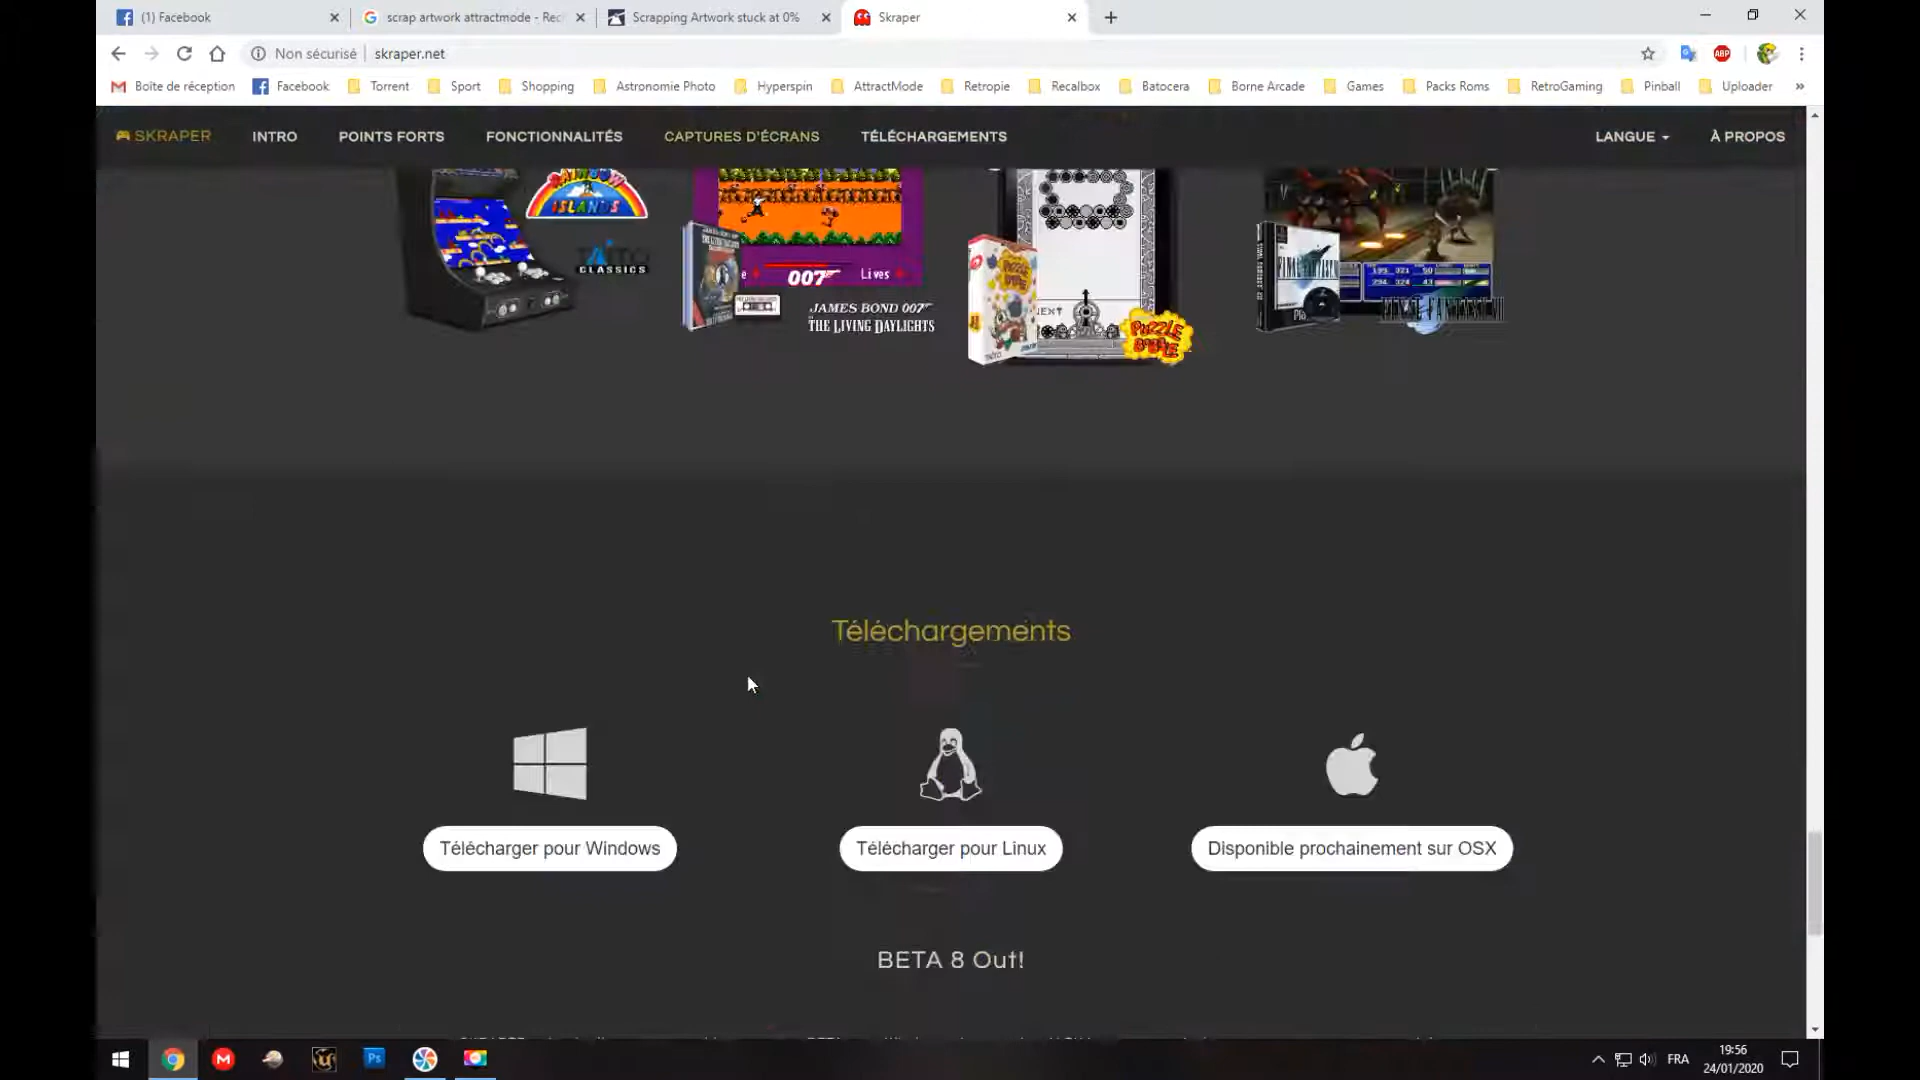 (1) Facebook
scrap artwork attractmode - Rec
Scrapping Artwork stuck at 0%
Skraper
Non sécurisé
skraper.net
Boîte de réception
Facebook
Torrent
Sport
Shopping
Astronomie Photo
Hyperspin
AttractMode
Retropie
Recalbox
Batocera
Borne Arcade
Games
Packs Roms
RetroGaming
Pinball
Uploader
»
SKRAPER
INTRO
POINTS FORTS
FONCTIONNALITÉS
CAPTURES D'ÉCRANS
TÉLÉCHARGEMENTS
LANGUE
À PROPOS
RAINBOW
ISLANDS
TAITO
CLASSICS
007
Lives
JAMES BOND 007
THE LIVING DAYLIGHTS
NEXT
PUZZLE
BOBBLE
Téléchargements
Télécharger pour Windows
Télécharger pour Linux
Disponible prochainement sur OSX
BETA 8 Out!
ABP
Ps
FRA
19:56
24/01/2020